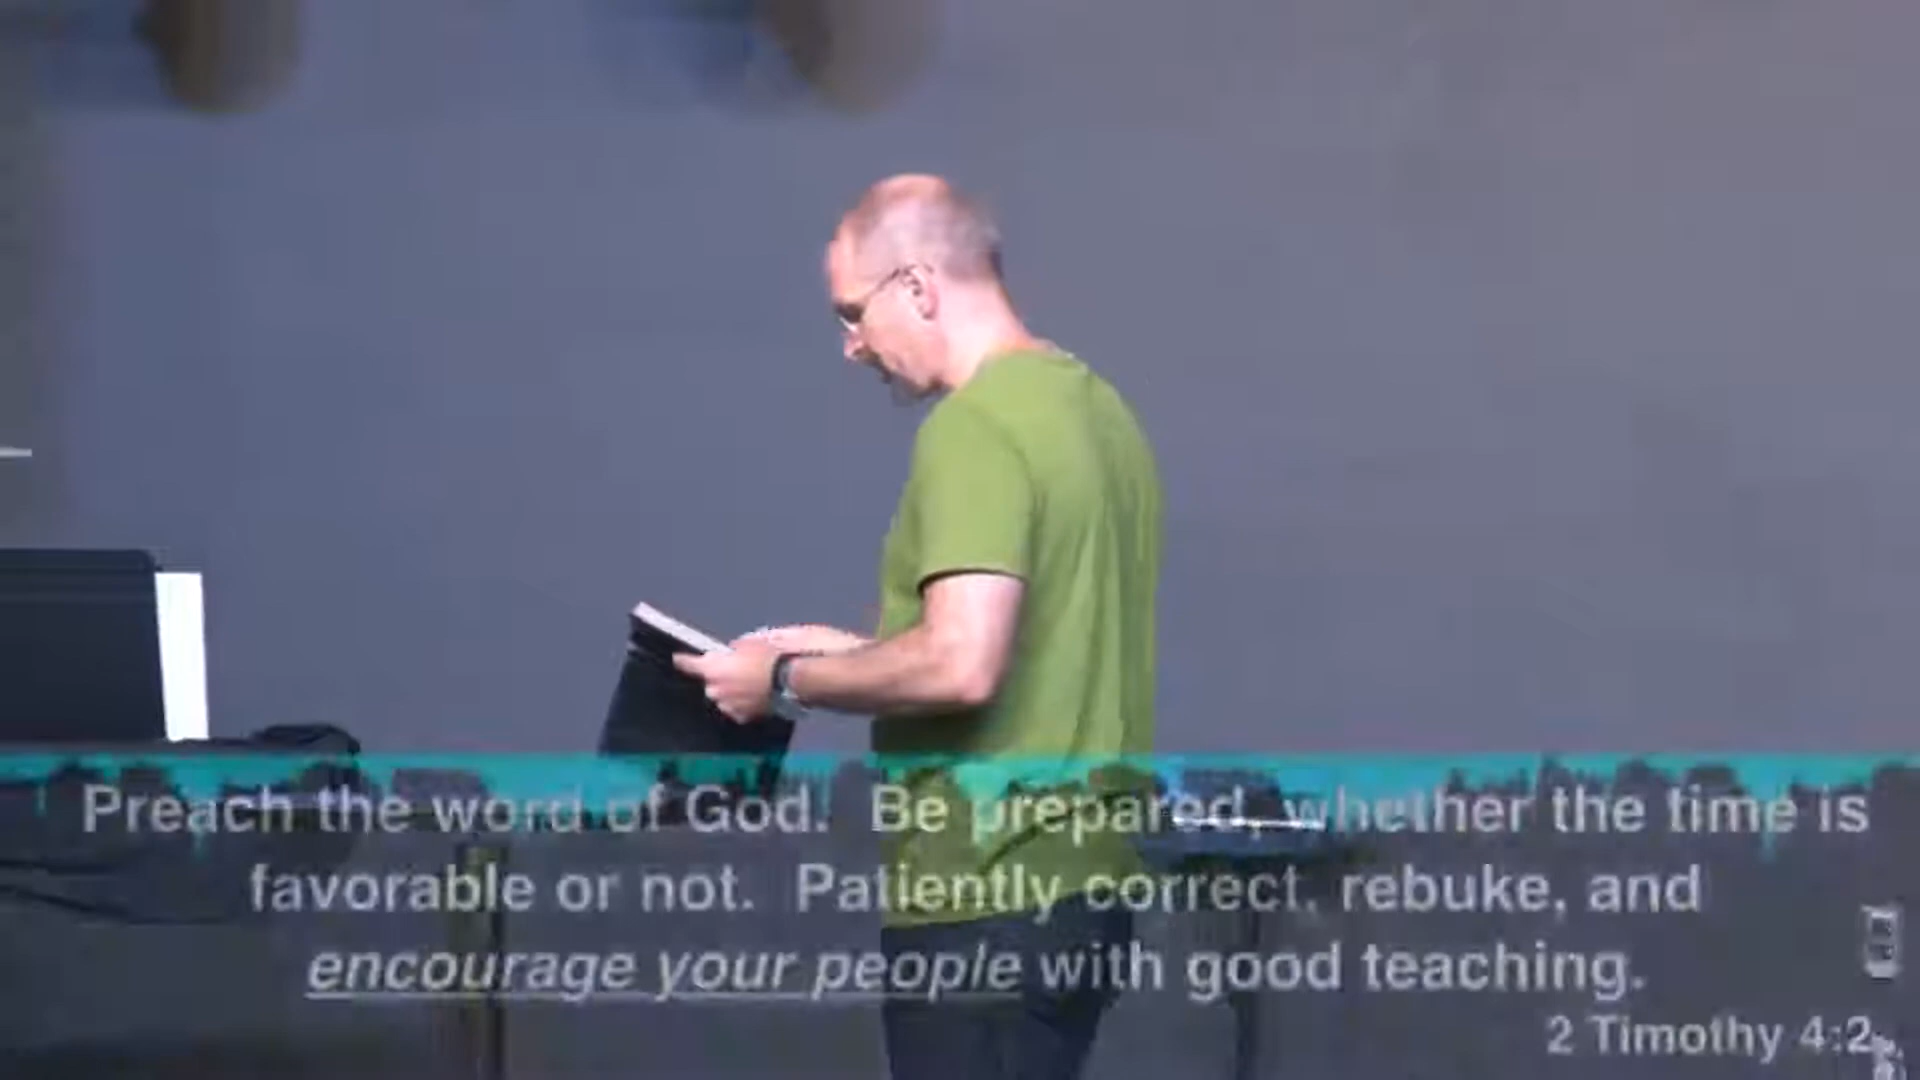 Preach the word of God. Be prepared, whether the time is
favorable or not. Patiently correct, rebuke, and
encourage your people with good teaching.
2 Timothy 4:2